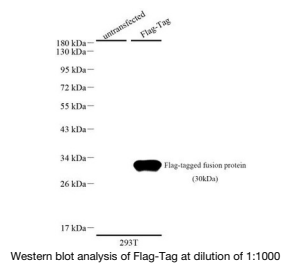 untransfected
Flag-Tag
180 kDa
130 kDa
95 kDa
72 kDa
55 kDa
43 kDa
34 kDa
Flag-tagged fusion protein
(30kDa)
26 kDa
17 kDa
293T
Western blot analysis of Flag-Tag at dilution of 1:1000